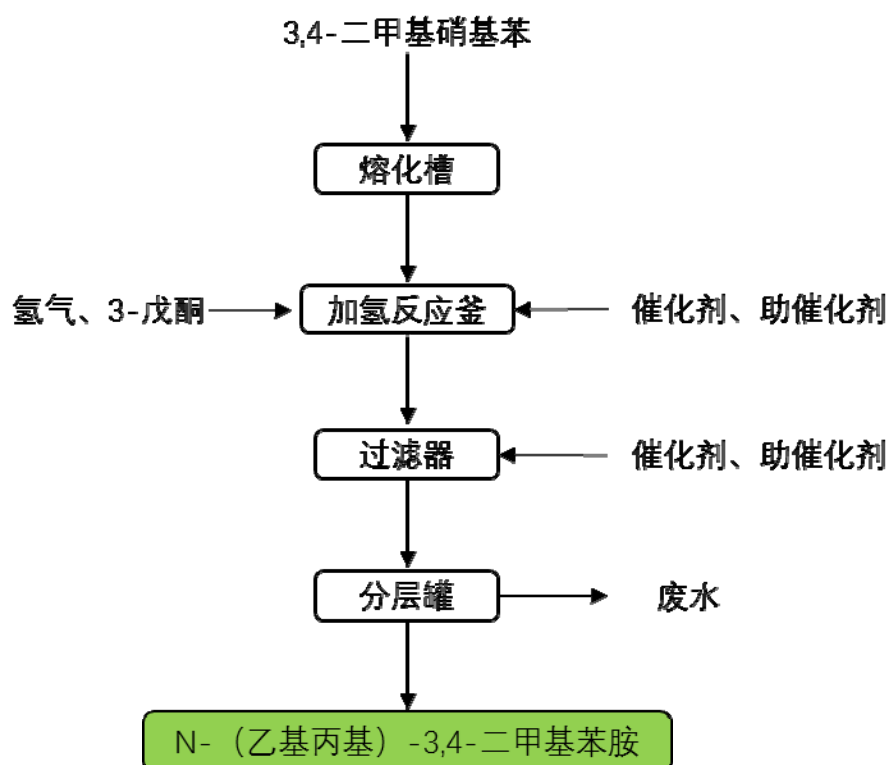 3,4-二甲基硝基苯
熔化槽
氢气、3-戊酮
加氢反应釜
催化剂、助催化剂
过滤器
催化剂、助催化剂
分层罐
废水
N-（乙基丙基）-3,4-二甲基苯胺